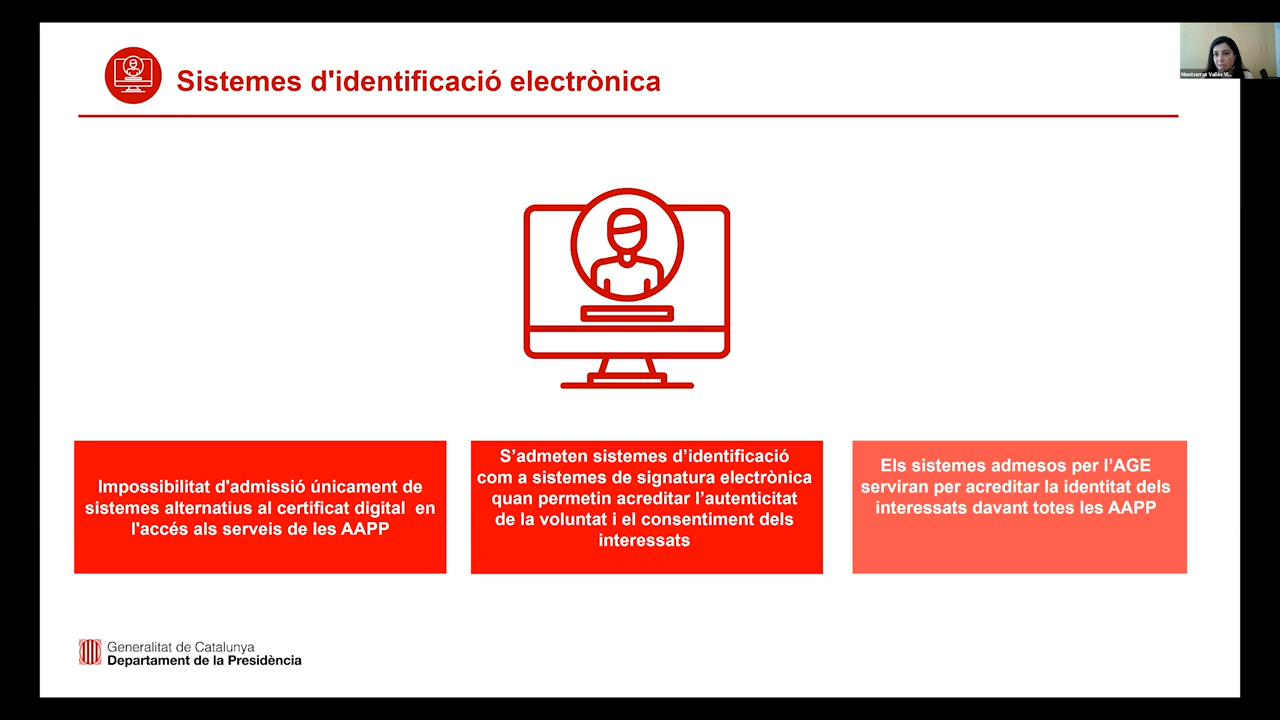 Sistemes d'identificació electrònica
Montserrat Vallès Vi...
Impossibilitat d'admissió únicament de
sistemes alternatius al certificat digital en
l'accés als serveis de les AAPP
S’admeten sistemes d’identificació
com a sistemes de signatura electrònica
quan permetin acreditar l’autenticitat
de la voluntat i el consentiment dels
interessats
Els sistemes admesos per l’AGE
serviran per acreditar la identitat dels
interessats davant totes les AAPP
Generalitat de Catalunya
Departament de la Presidència